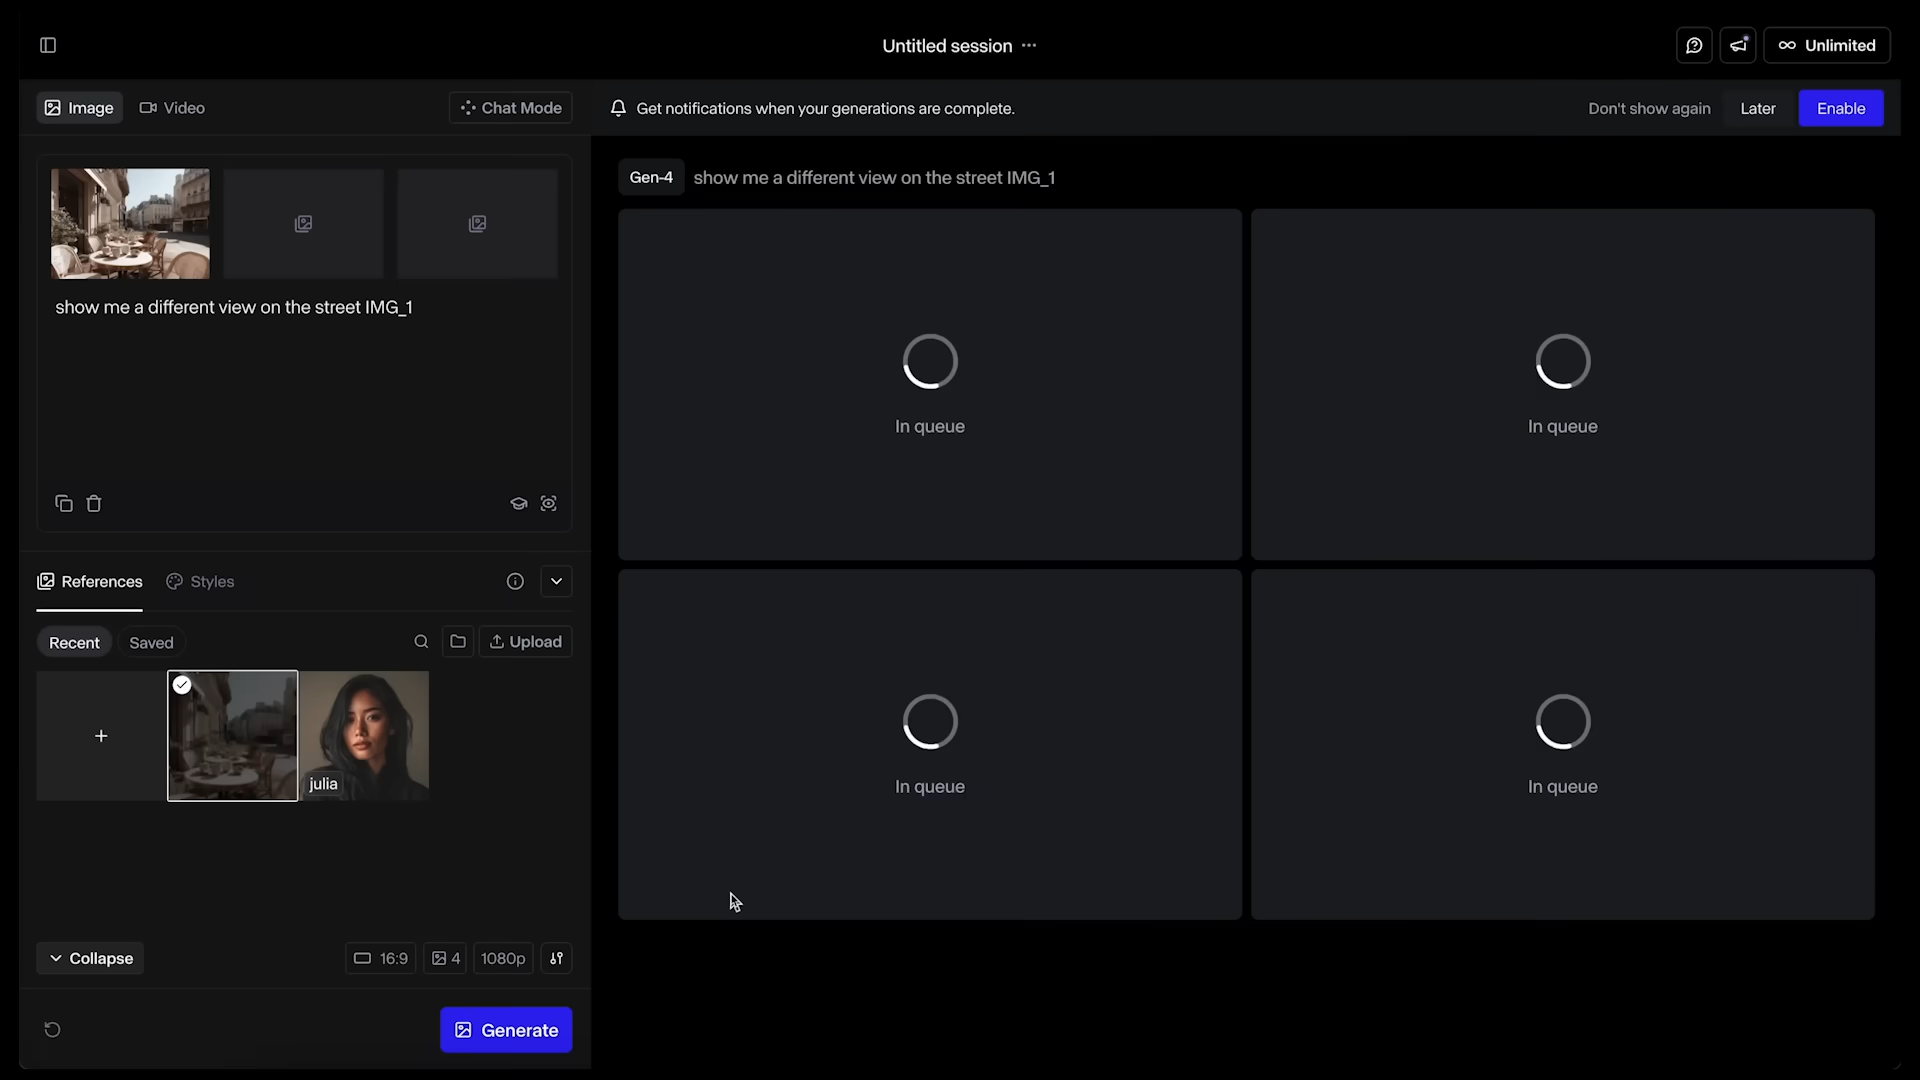 Untitled session
Unlimited
Image
Video
Chat Mode
Get notifications when your generations are complete.
Don't show again
Later
Enable
show me a different view on the street IMG_1
Gen-4
show me a different view on the street IMG_1
In queue
In queue
In queue
In queue
References
Styles
Recent
Saved
Upload
julia
Collapse
16:9
4
1080p
Generate